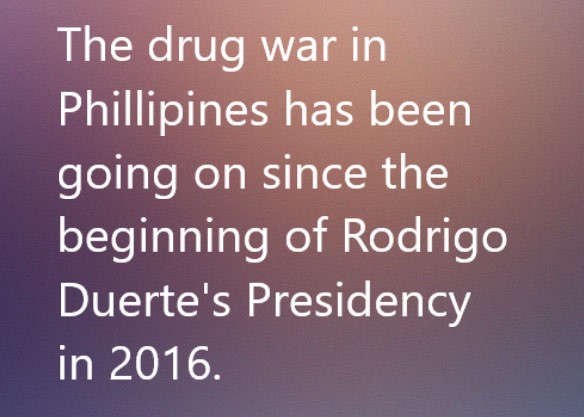 The drug war in
Phillipines has been
going on since the
beginning of Rodrigo
Duerte's Presidency
in 2016.